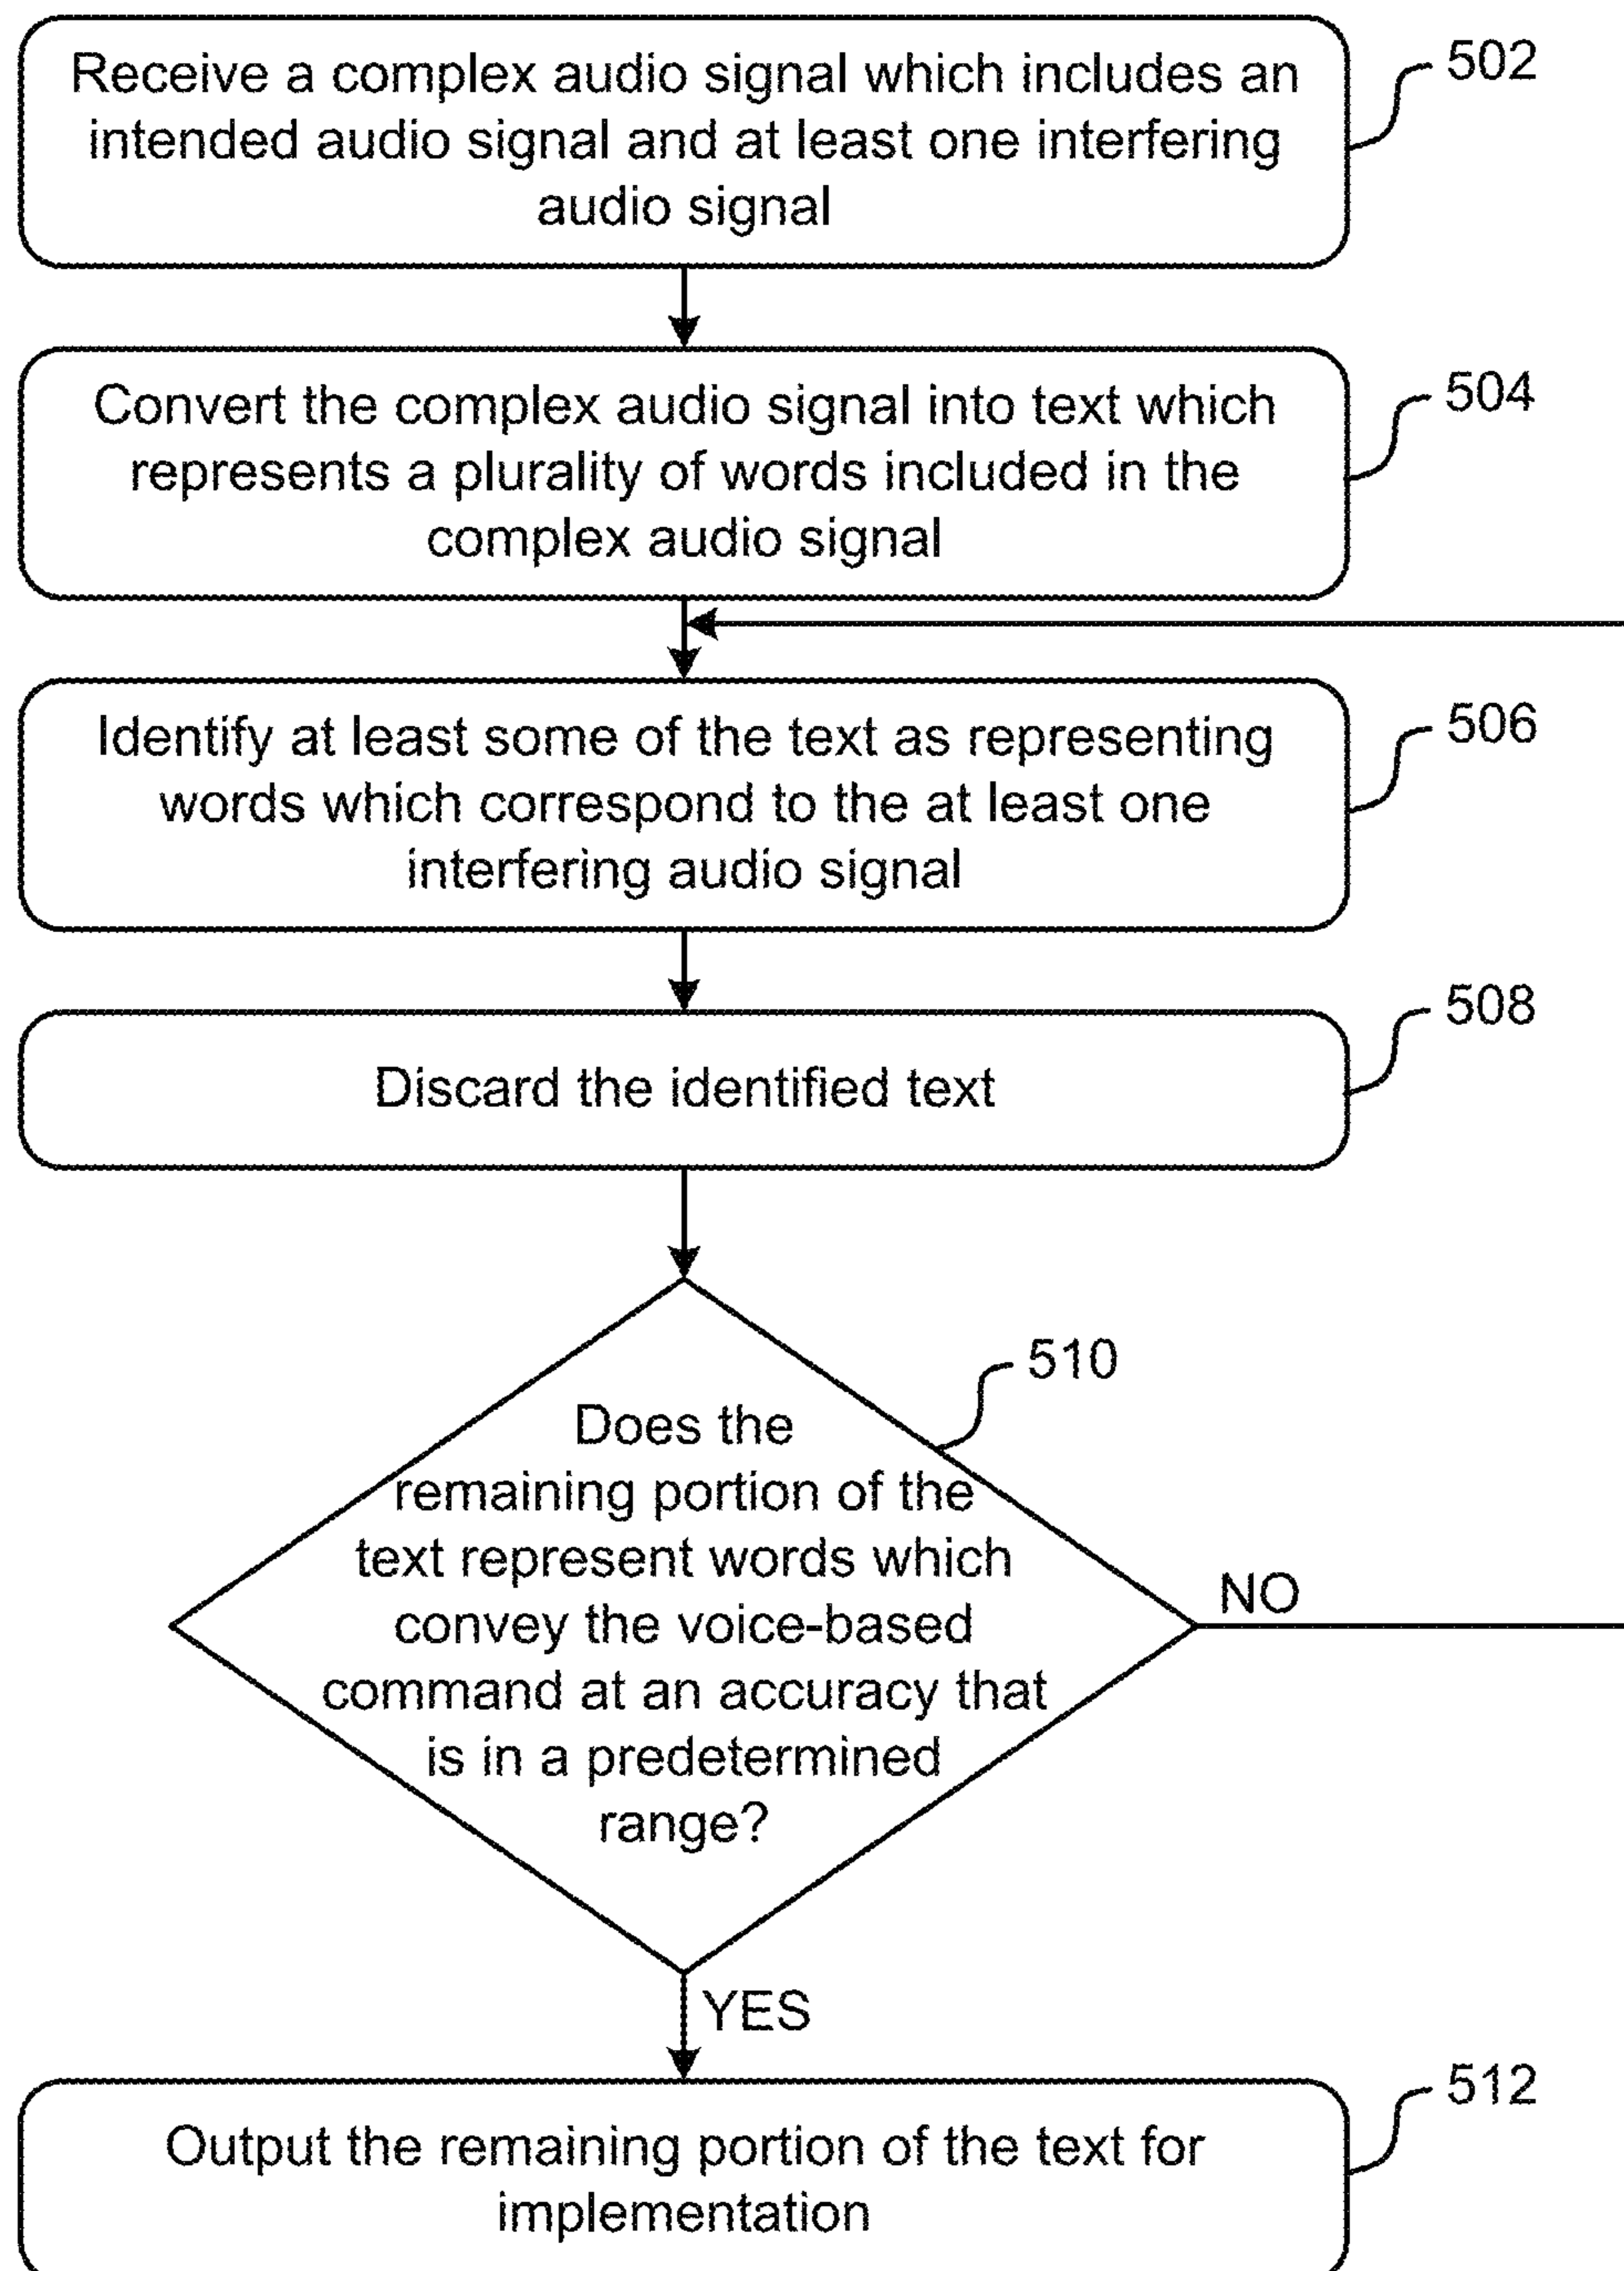 Receive a complex audio signal which includes an
intended audio signal and at least one interfering
audio signal
502
Convert the complex audio signal into text which
represents a plurality of words included in the
complex audio signal
504
Identify at least some of the text as representing
words which correspond to the at least one
interfering audio signal
506
Discard the identified text
508
510
Does the
remaining portion of the
text represent words which
convey the voice-based
command at an accuracy that
is in a predetermined
range?
NO
YES
Output the remaining portion of the text for
implementation
512